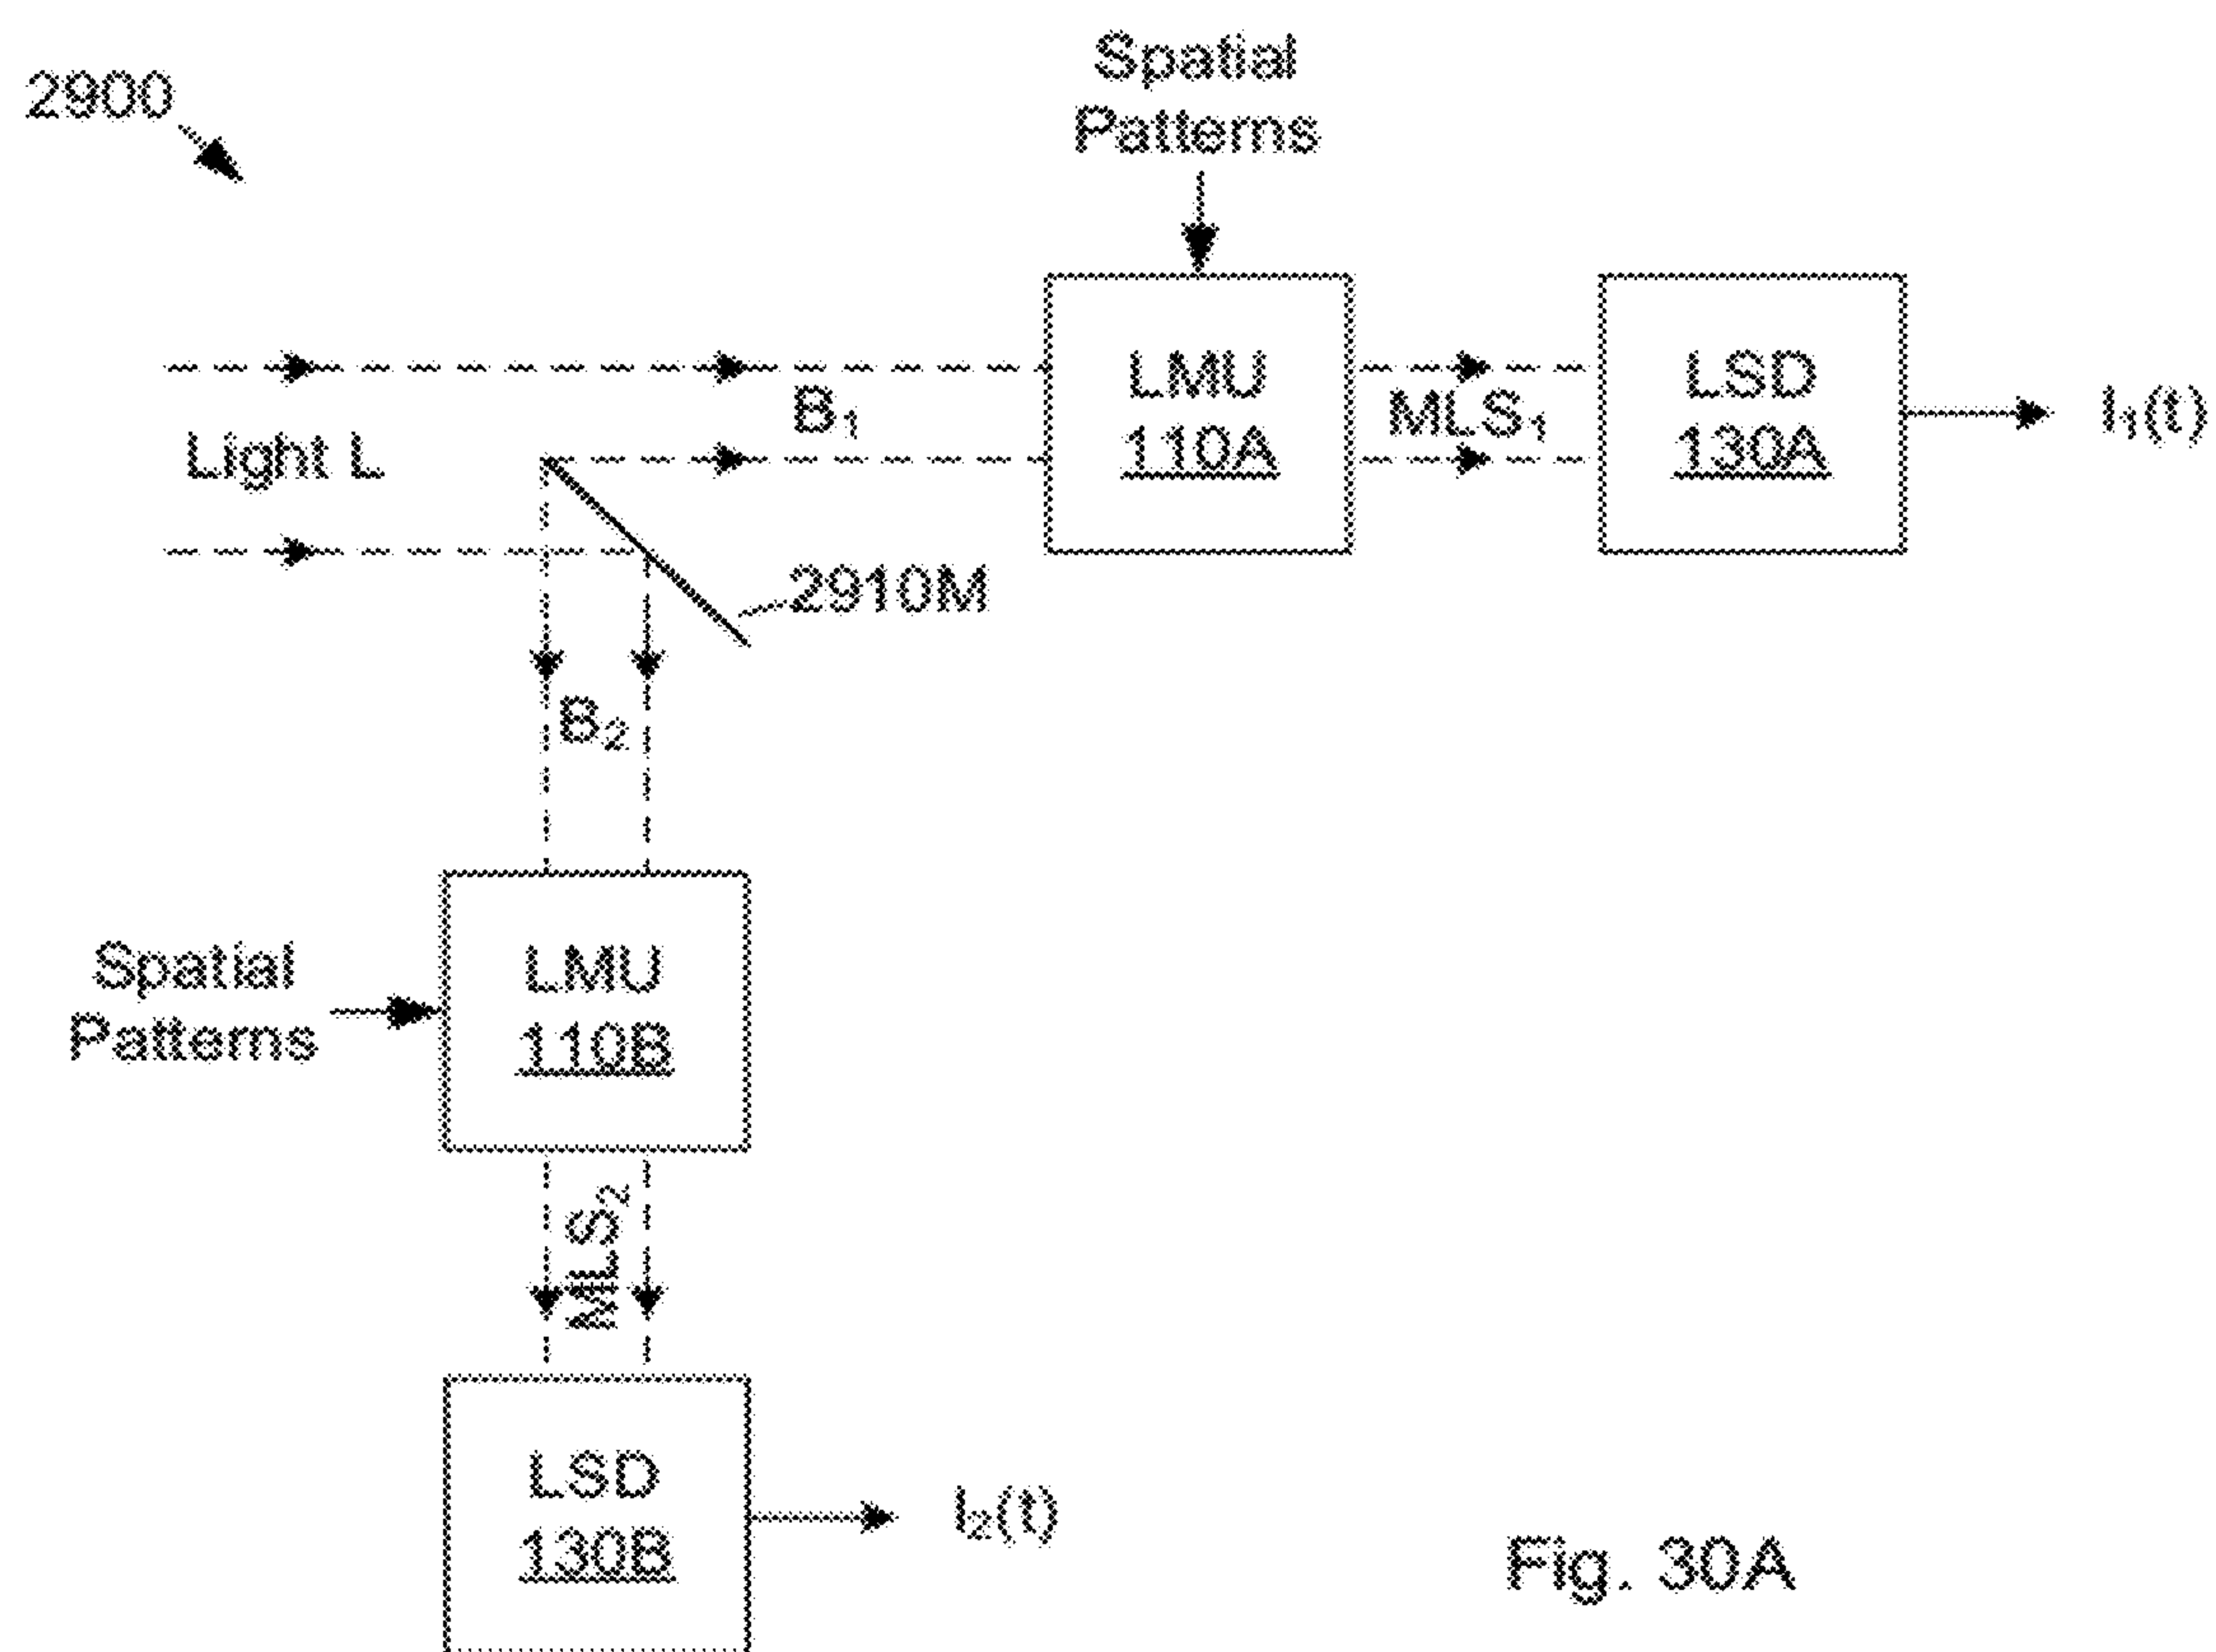 2900
Spatial
Patterns
Light L
B₁
LMU
110A
MLS₁
LSD
130A
I₁(t)
2910M
B₂
Spatial
Patterns
LMU
110B
MLS₂
LSD
130B
I₂(t)
Fig. 30A